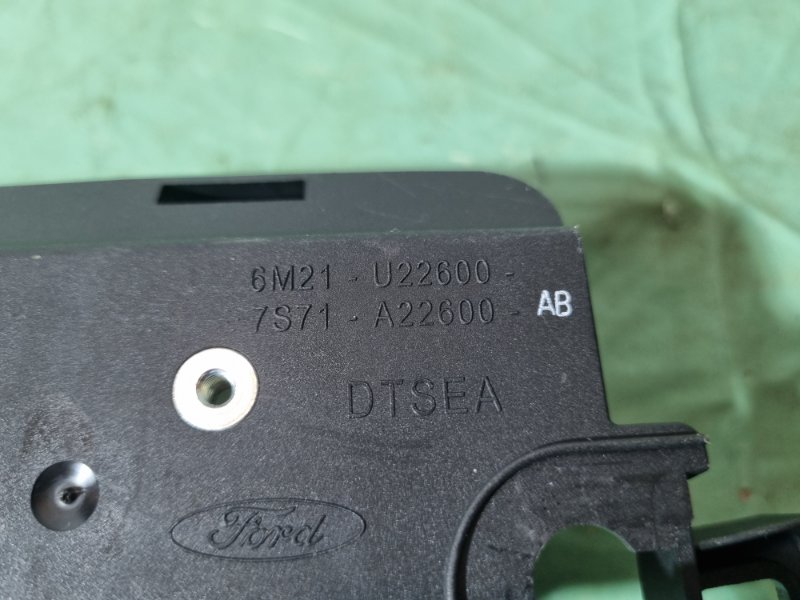 6M21 - U22600 -
7S71 - A22600 - AB
DTSEA
Ford